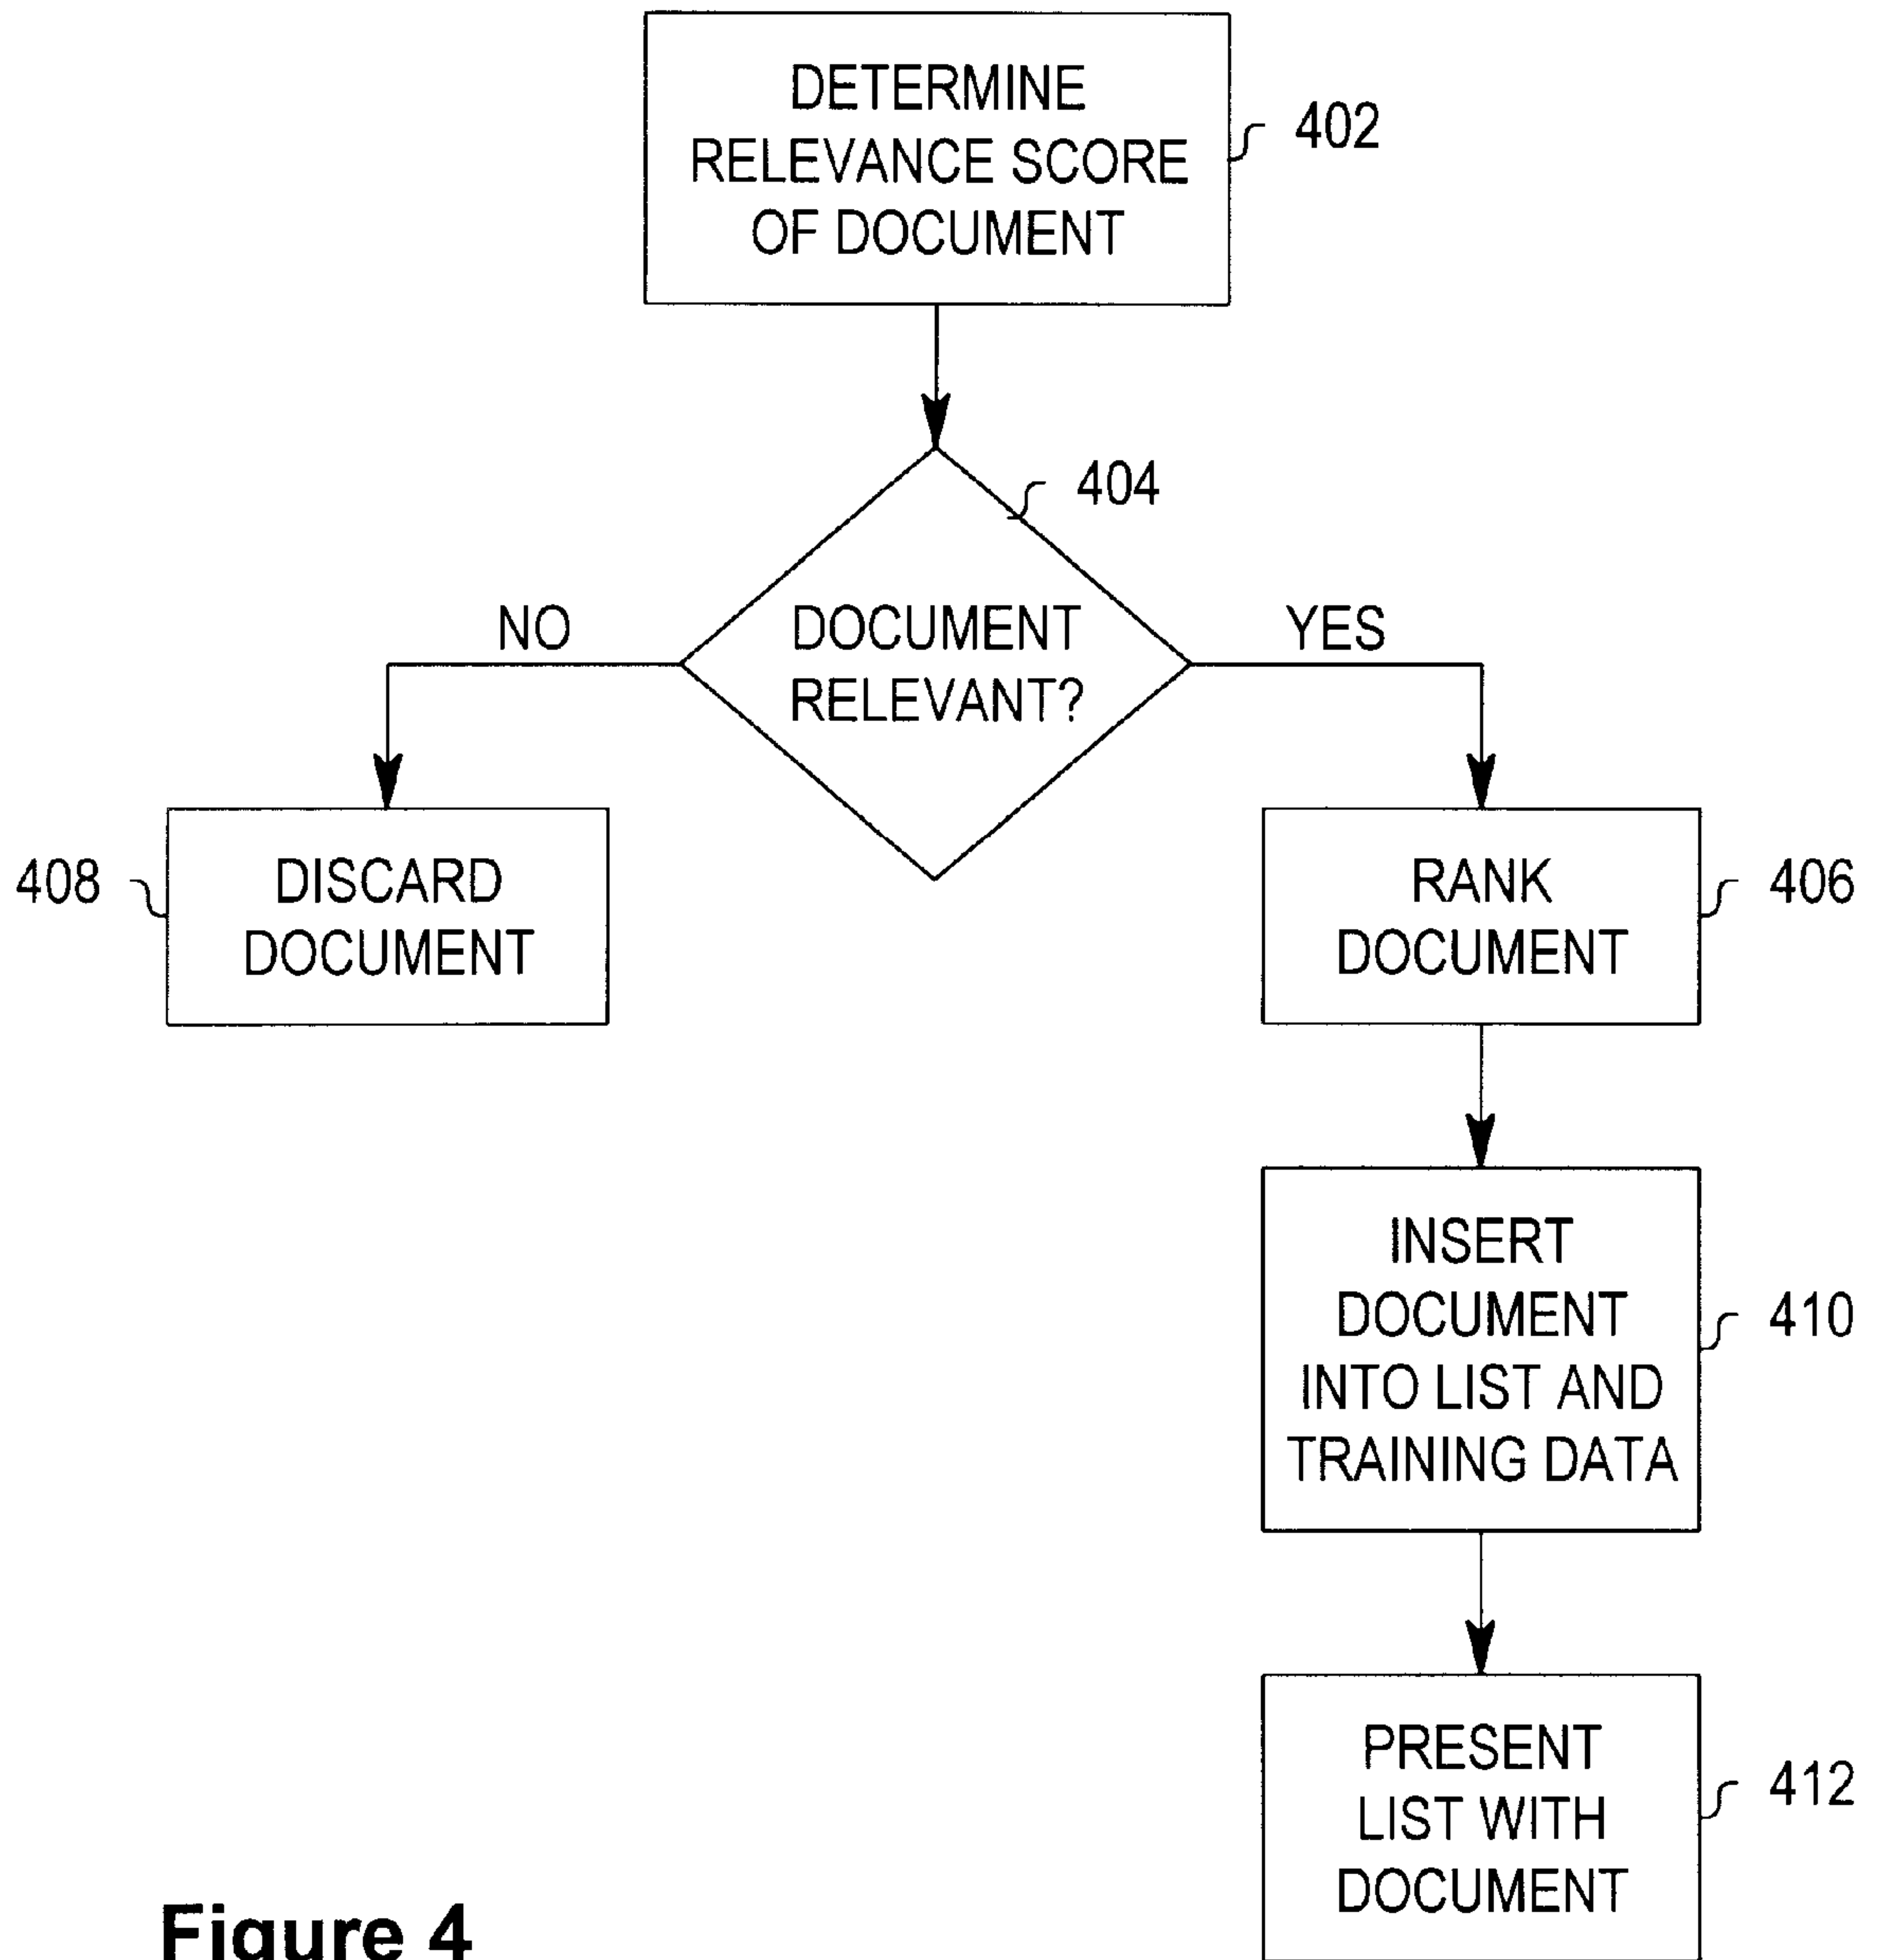 DETERMINE
RELEVANCE SCORE
OF DOCUMENT
402
404
DOCUMENT
RELEVANT?
NO
YES
408
DISCARD
DOCUMENT
RANK
DOCUMENT
406
INSERT
DOCUMENT
INTO LIST AND
TRAINING DATA
410
PRESENT
LIST WITH
DOCUMENT
412
Figure 4